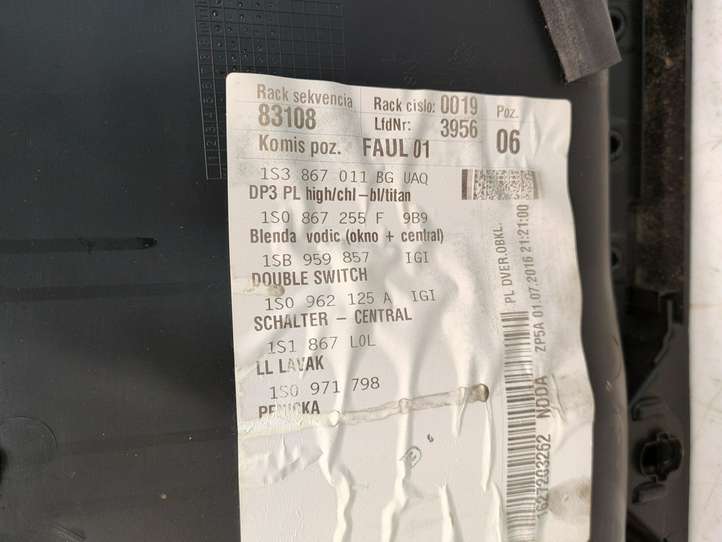 Rack sekvencia
83108
Rack cislo: 0019
LfdNr: 3956
Poz.
06
Komis poz. FAUL 01
1S3 867 011 BG UAQ
DP3 PL high/chl-bl/titan
1S0 867 255 F 9B9
Blenda vodic (okno + central)
1SB 959 857 IGI
DOUBLE SWITCH
1S0 962 125 A IGI
SCHALTER - CENTRAL
1S1 867 LOL
LL LAVAK
1S0 971 798
PENICKA
PL DVER.OBKL.
ZP5A 01.07.2016 21:21:00
1627203262 NODA